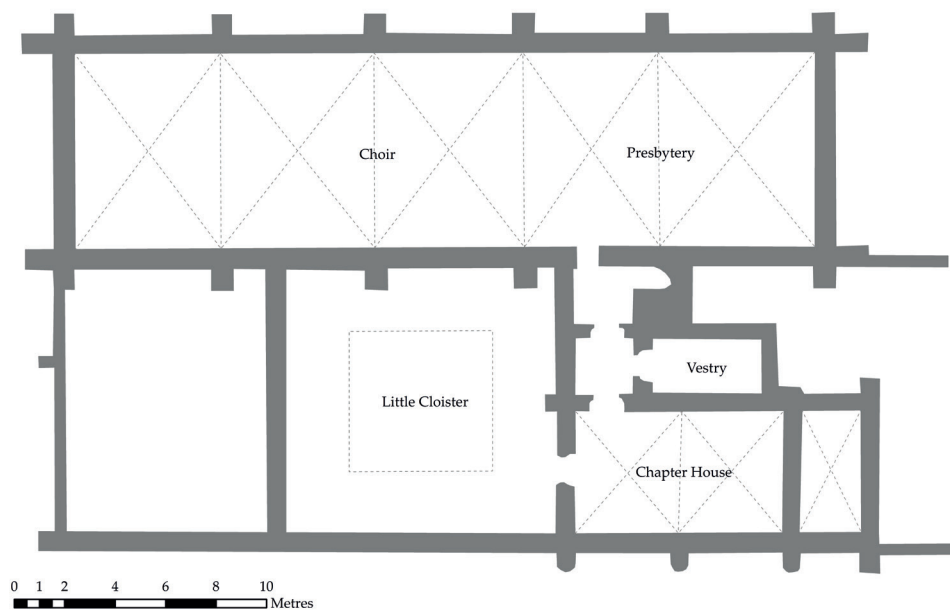 Choir
Presbytery
Vestry
Little Cloister
Chapter House
0 1 2 4 6 8 10
Metres